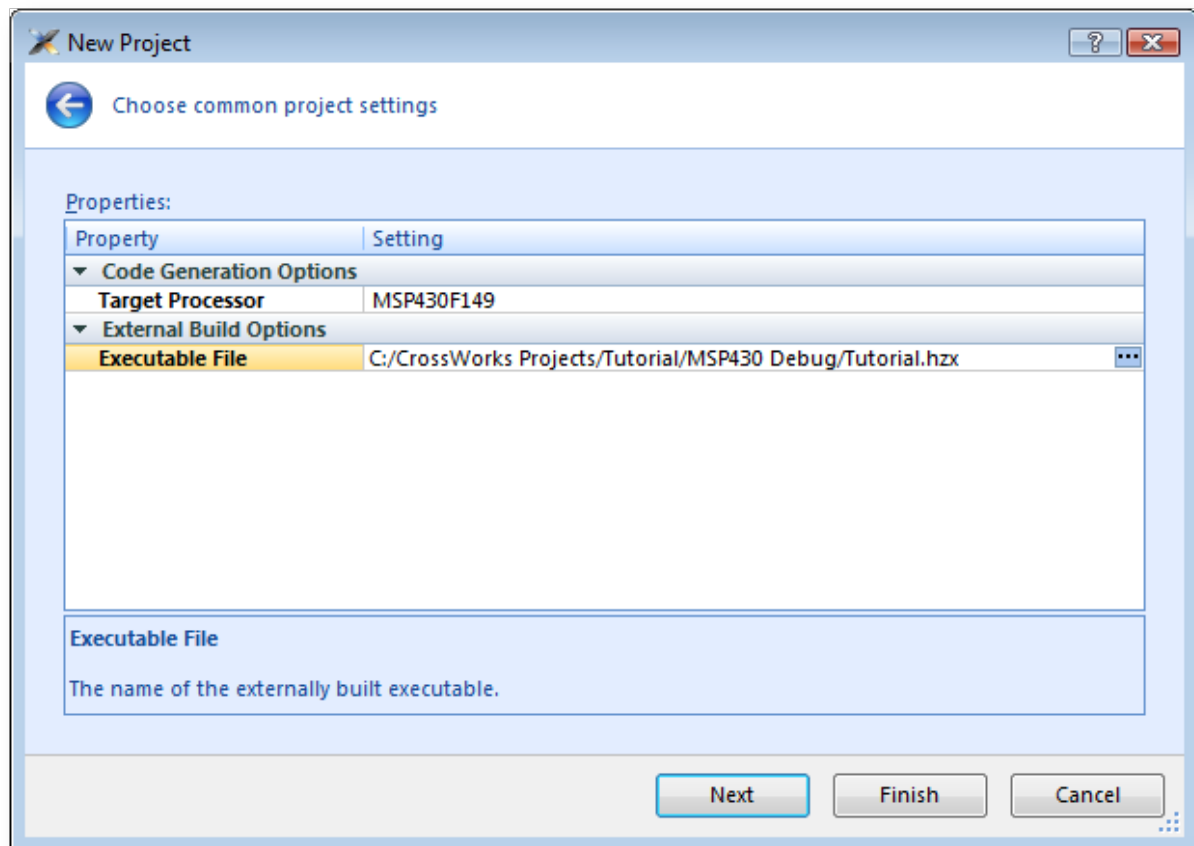 New Project
Choose common project settings
Properties:
Property Setting
Code Generation Options
Target Processor MSP430F149
External Build Options
Executable File C:/CrossWorks Projects/Tutorial/MSP430 Debug/Tutorial.hzx
Executable File
The name of the externally built executable.
Next Finish Cancel